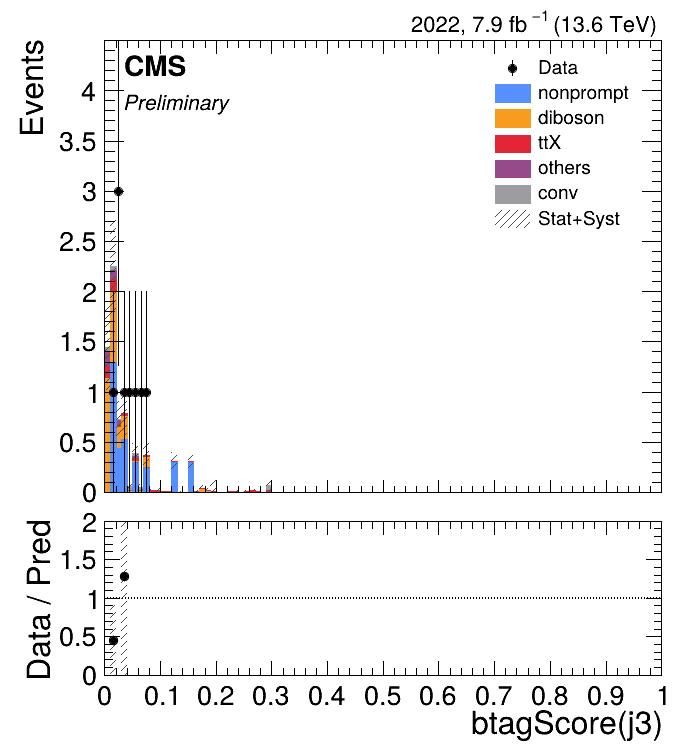 2022, 7.9 fb⁻¹ (13.6 TeV)
CMS
Preliminary
Events
Data
nonprompt
diboson
ttX
others
conv
Stat+Syst
4
3.5
3
2.5
2
1.5
1
0.5
0
Data / Pred
2
1.5
1
0.5
0
0 0.1 0.2 0.3 0.4 0.5 0.6 0.7 0.8 0.9 1
btagScore(j3)